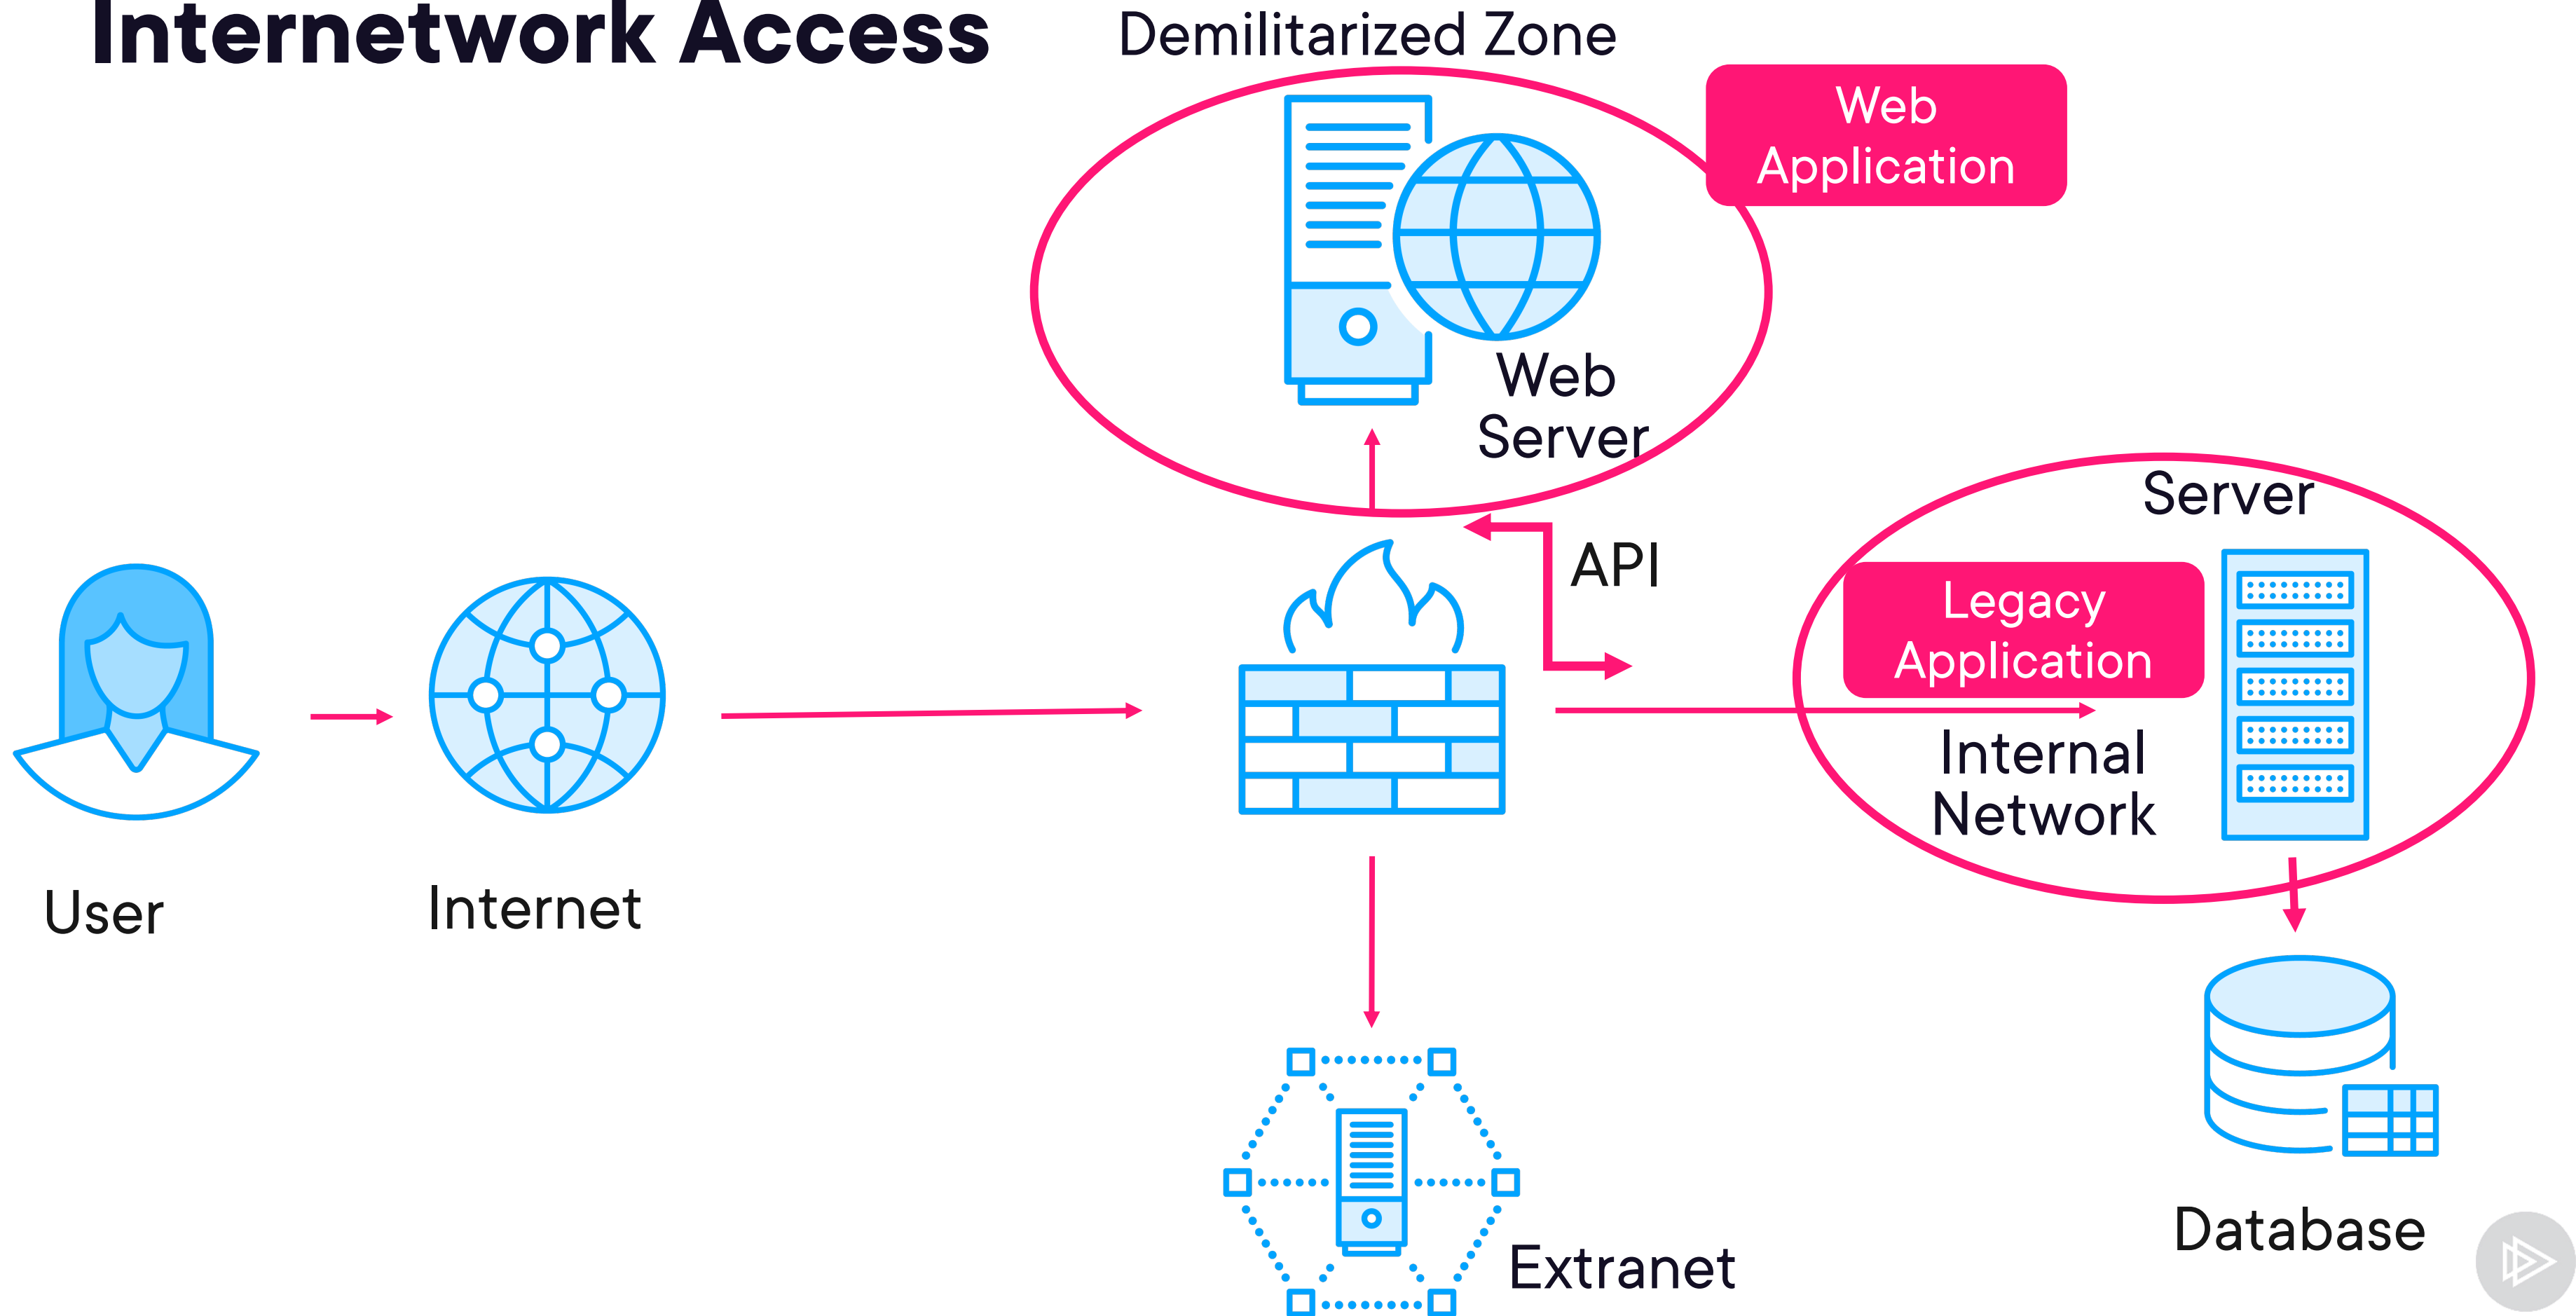 Internetwork Access
Demilitarized Zone
Web
Application
Web
Server
Server
API
Legacy
Application
Internal
Network
User
Internet
Database
Extranet